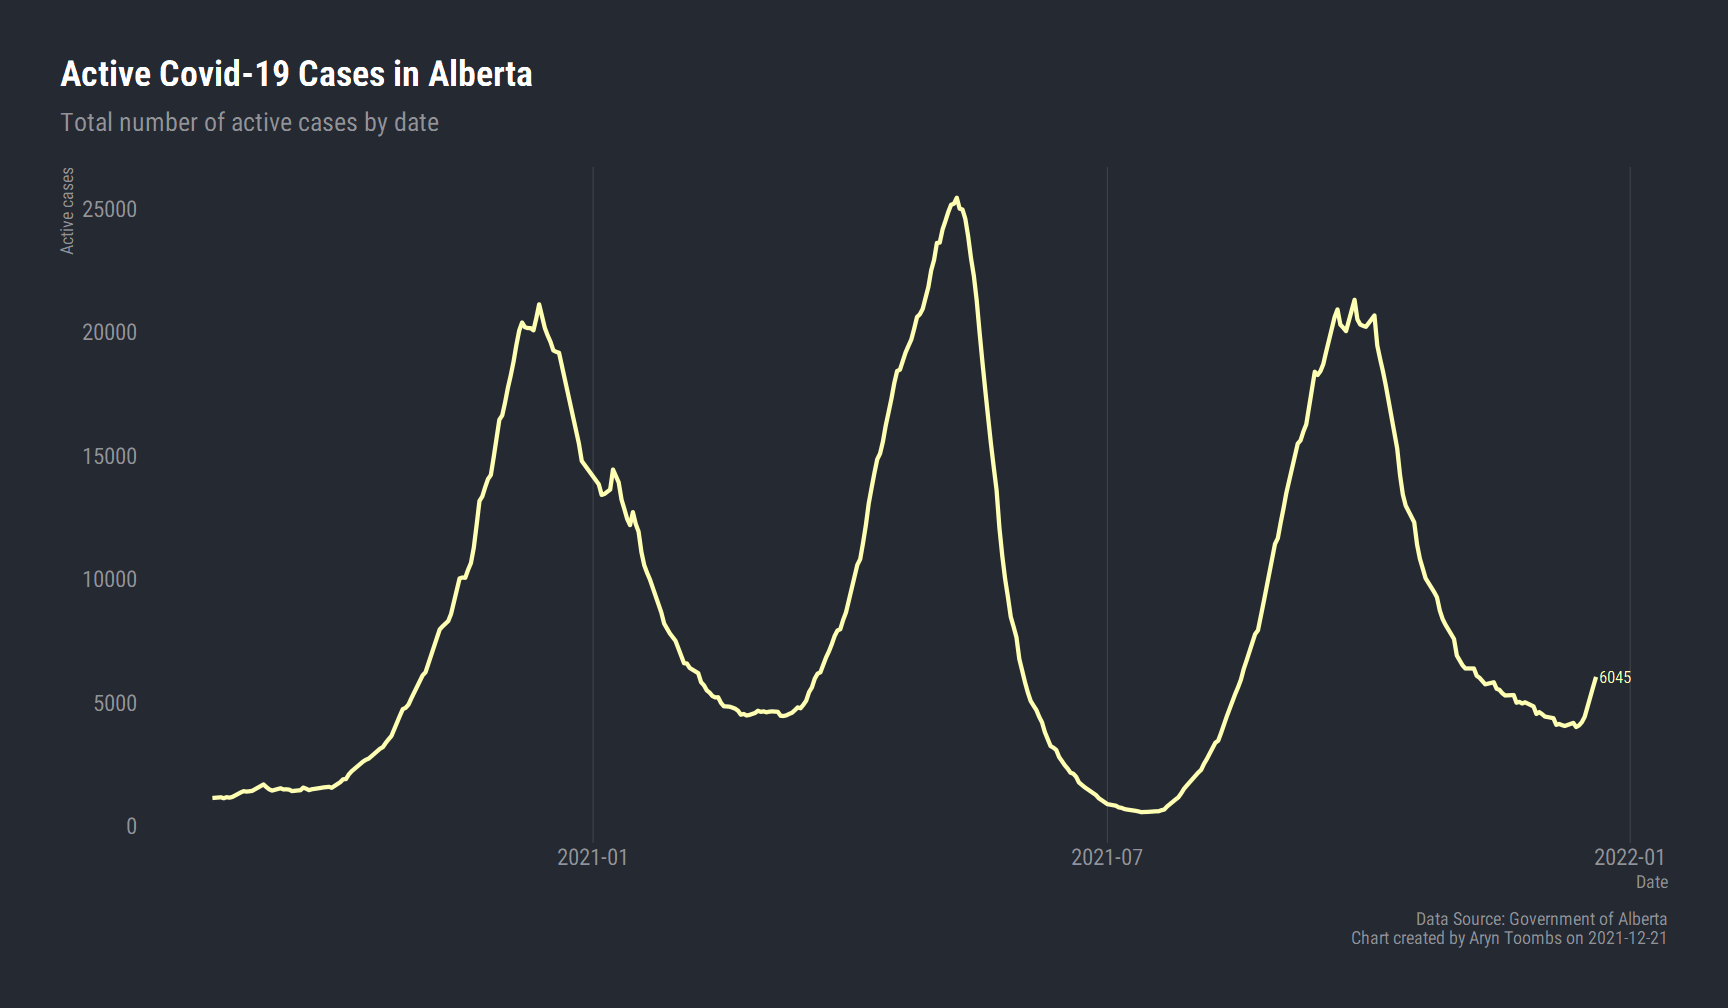 Active Covid-19 Cases in Alberta
Total number of active cases by date
Active cases
25000
20000
15000
10000
5000
0
6045
2021-01
2021-07
2022-01
Date
Data Source: Government of Alberta
Chart created by Aryn Toombs on 2021-12-21